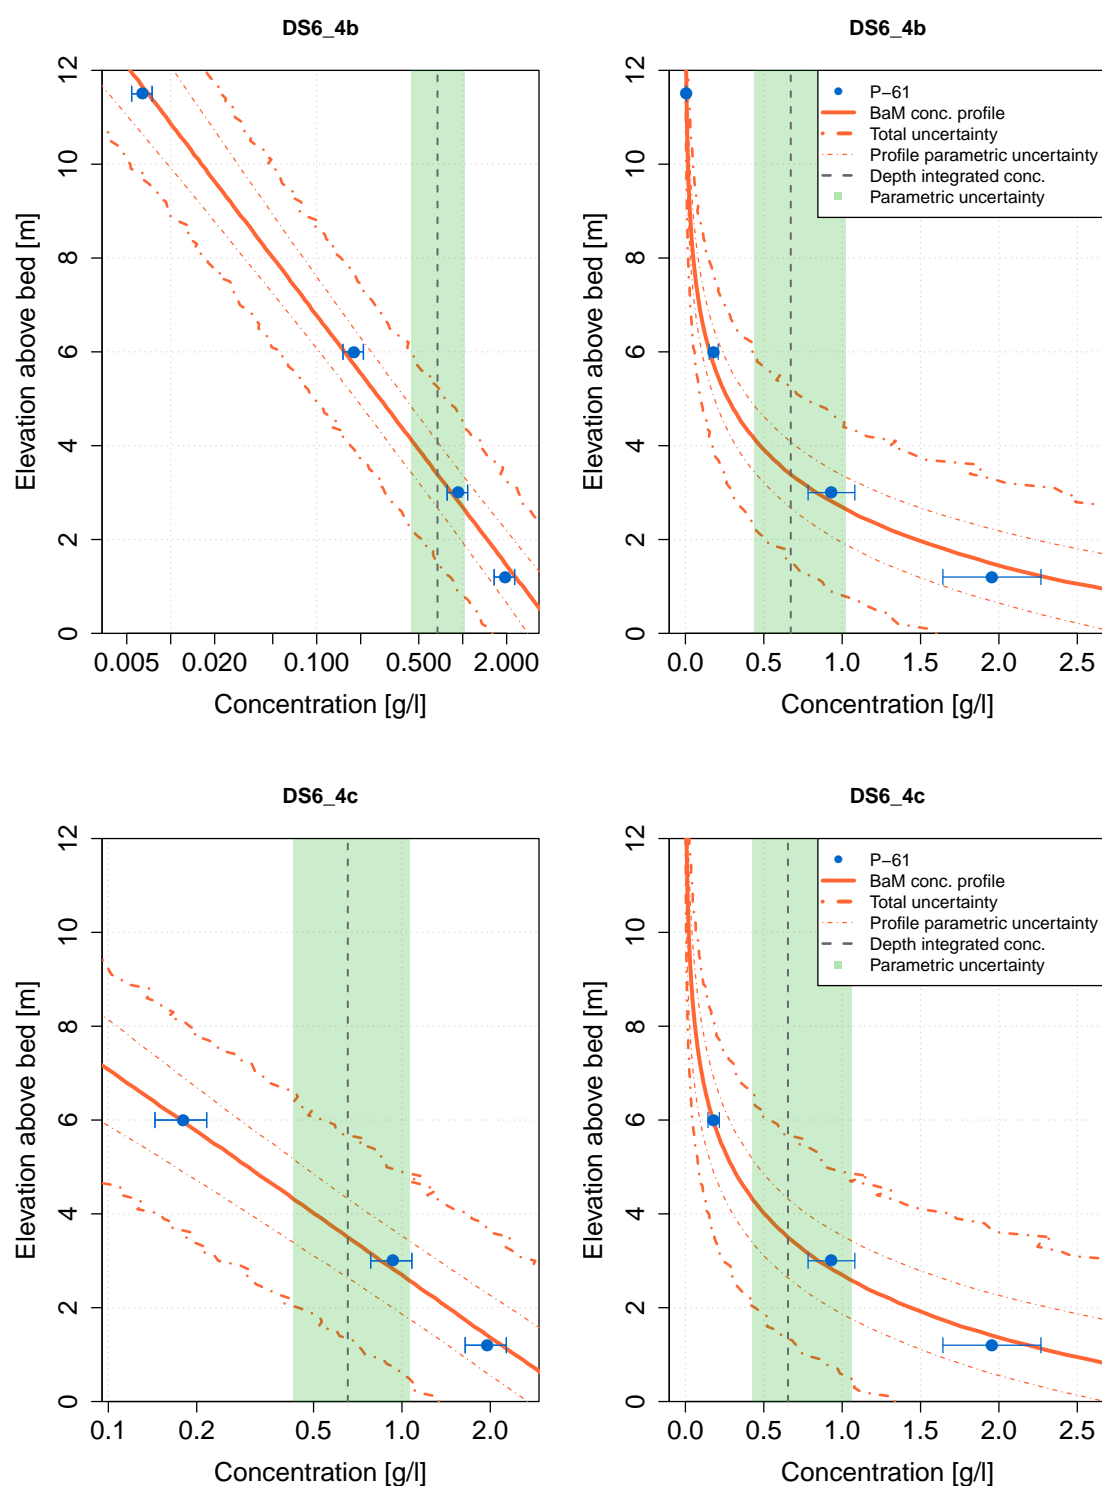 DS6_4b
DS6_4b
Elevation above bed [m]
0 2 4 6 8 10 12
0.005 0.020 0.100 0.500 2.000
Concentration [g/l]
Elevation above bed [m]
0 2 4 6 8 10 12
P−61
BaM conc. profile
Total uncertainty
Profile parametric uncertainty
Depth integrated conc.
Parametric uncertainty
0.0 0.5 1.0 1.5 2.0 2.5
Concentration [g/l]
DS6_4c
DS6_4c
Elevation above bed [m]
0 2 4 6 8 10 12
0.1 0.2 0.5 1.0 2.0
Concentration [g/l]
Elevation above bed [m]
0 2 4 6 8 10 12
P−61
BaM conc. profile
Total uncertainty
Profile parametric uncertainty
Depth integrated conc.
Parametric uncertainty
0.0 0.5 1.0 1.5 2.0 2.5
Concentration [g/l]